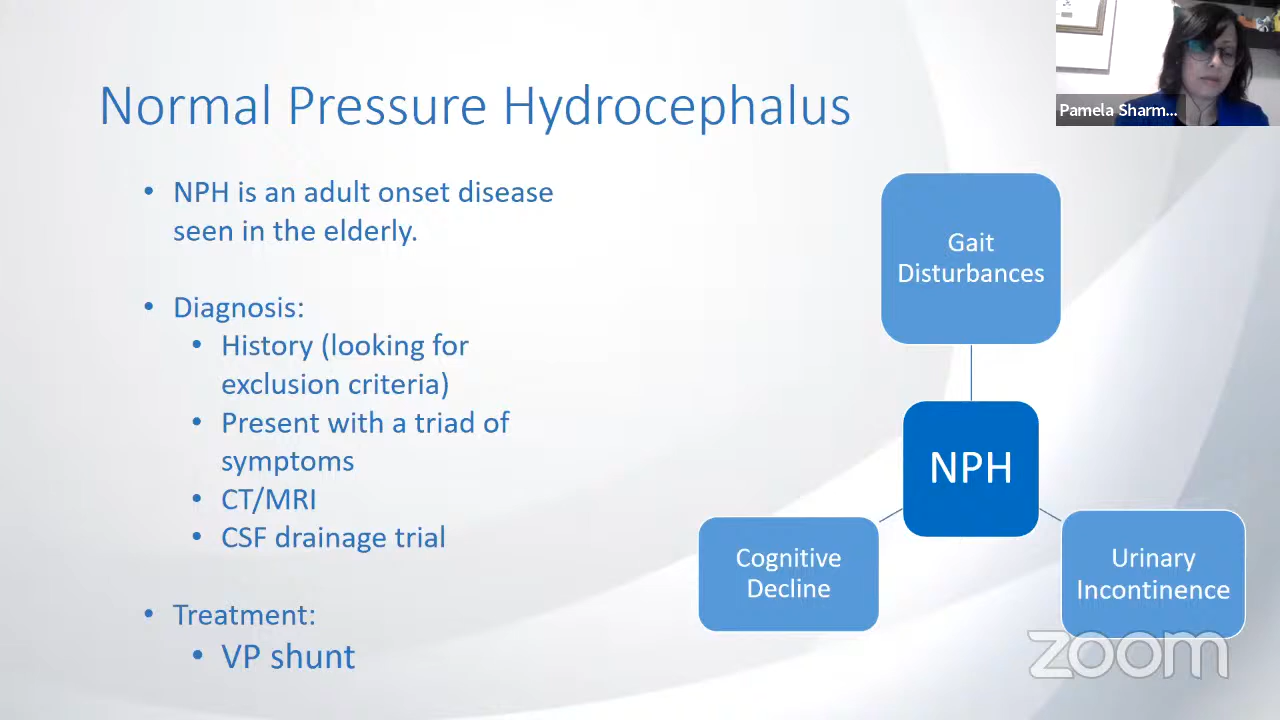 Normal Pressure Hydrocephalus
Pamela Sharm...
• NPH is an adult onset disease
seen in the elderly.
• Diagnosis:
• History (looking for
exclusion criteria)
• Present with a triad of
symptoms
• CT/MRI
• CSF drainage trial
• Treatment:
• VP shunt
Gait
Disturbances
NPH
Cognitive
Decline
Urinary
Incontinence
zoom